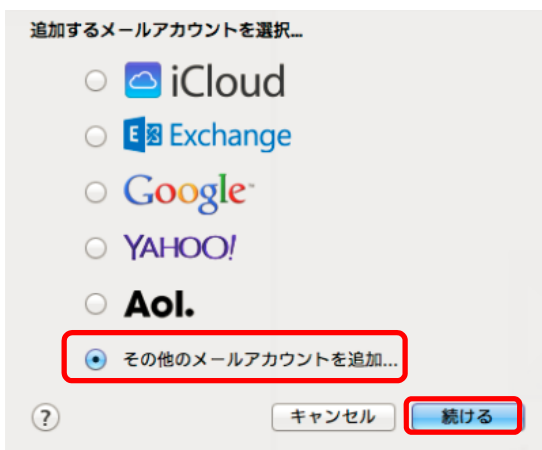 追加するメールアカウントを選択...
iCloud
E Exchange
Google
YAHOO!
Aol.
その他のメールアカウントを追加...
? キャンセル 続ける